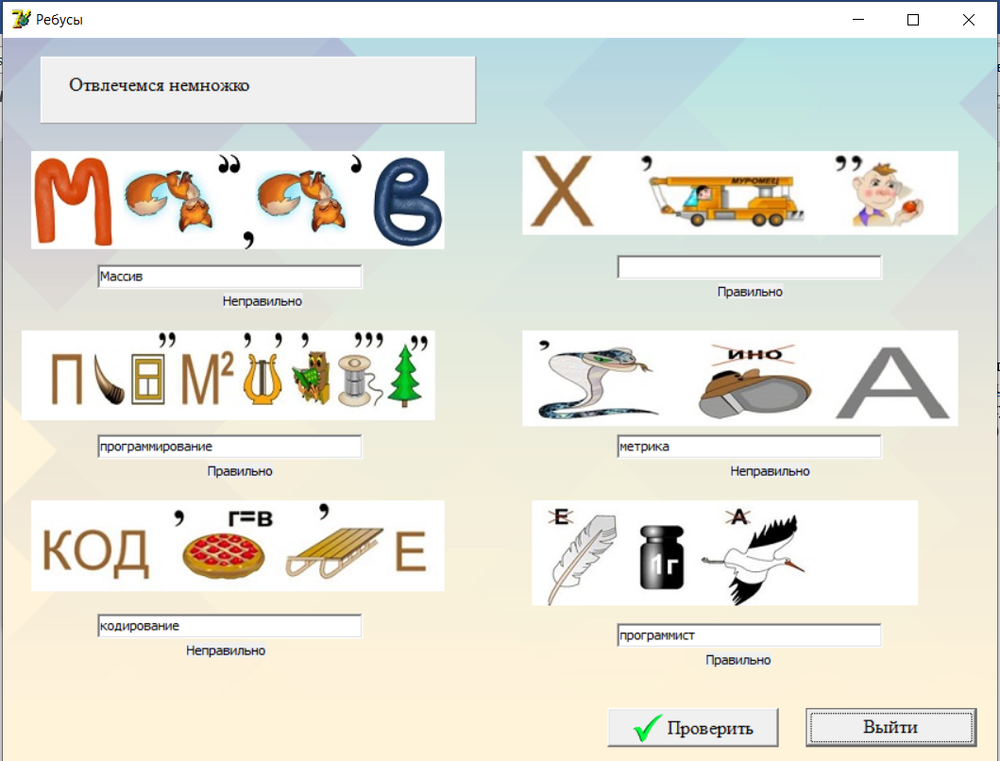 Ребусы
Отвлечемся немножко
М ,, , ' В
Х ' МУРОМЕЦ ''
Массив
Неправильно
Правильно
П '' М² ' ' ' ''' ''
' ИНО А
программирование
Правильно
метрика
Неправильно
КОД ' Г=В ' Е
Е 1г А
кодирование
Неправильно
программист
Правильно
Проверить
Выйти